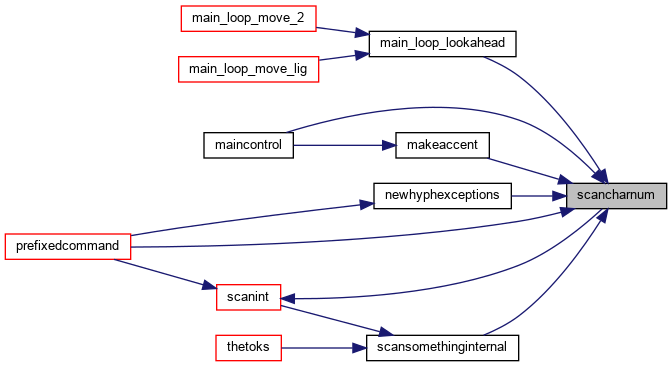 main_loop_move_2
main_loop_lookahead
main_loop_move_lig
maincontrol
makeaccent
scancharnum
newhyphexceptions
prefixedcommand
scanint
thetoks
scansomethinginternal